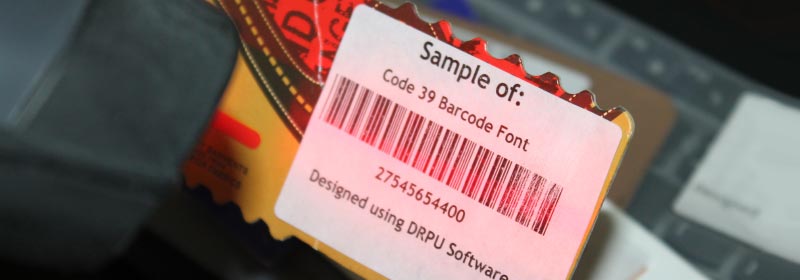 Sample of:
Code 39 Barcode Font
27545654400
Designed using DRPU Software